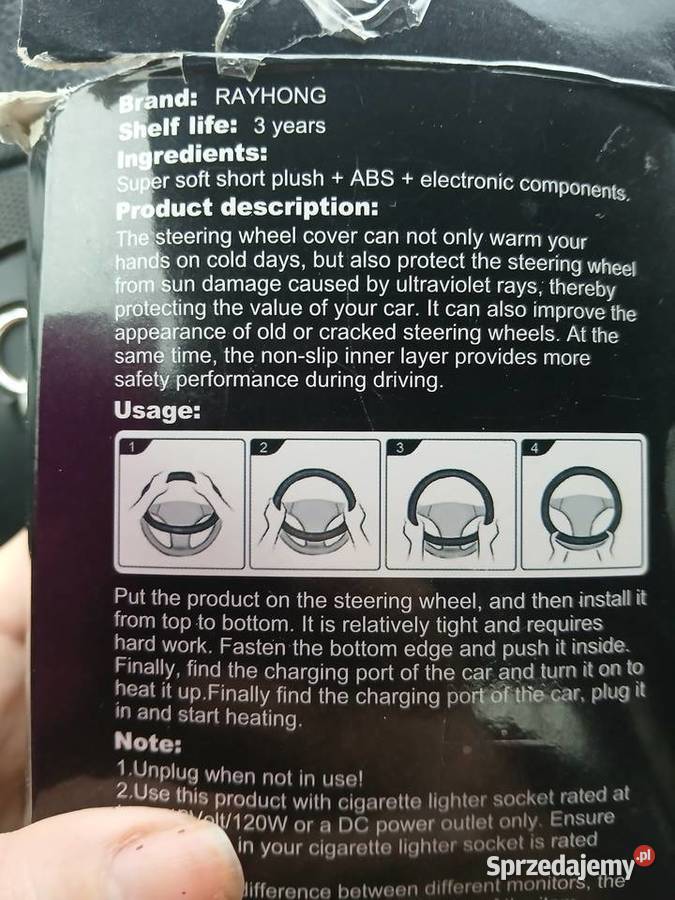 Brand: RAYHONG
Shelf life: 3 years
Ingredients:
Super soft short plush + ABS + electronic components.
Product description:
The steering wheel cover can not only warm your
hands on cold days, but also protect the steering wheel
from sun damage caused by ultraviolet rays, thereby
protecting the value of your car. It can also improve the
appearance of old or cracked steering wheels. At the
same time, the non-slip inner layer provides more
safety performance during driving.
Usage:
1 2 3 4
Put the product on the steering wheel, and then install it
from top to bottom. It is relatively tight and requires
hard work. Fasten the bottom edge and push it inside.
Finally, find the charging port of the car and turn it on to
heat it up.Finally find the charging port of the car, plug it
in and start heating.
Note:
1.Unplug when not in use!
2.Use this product with cigarette lighter socket rated at
/120W or a DC power outlet only. Ensure
in your cigarette lighter socket is rated
difference between different monitors, the
Sprzedajemy.pl